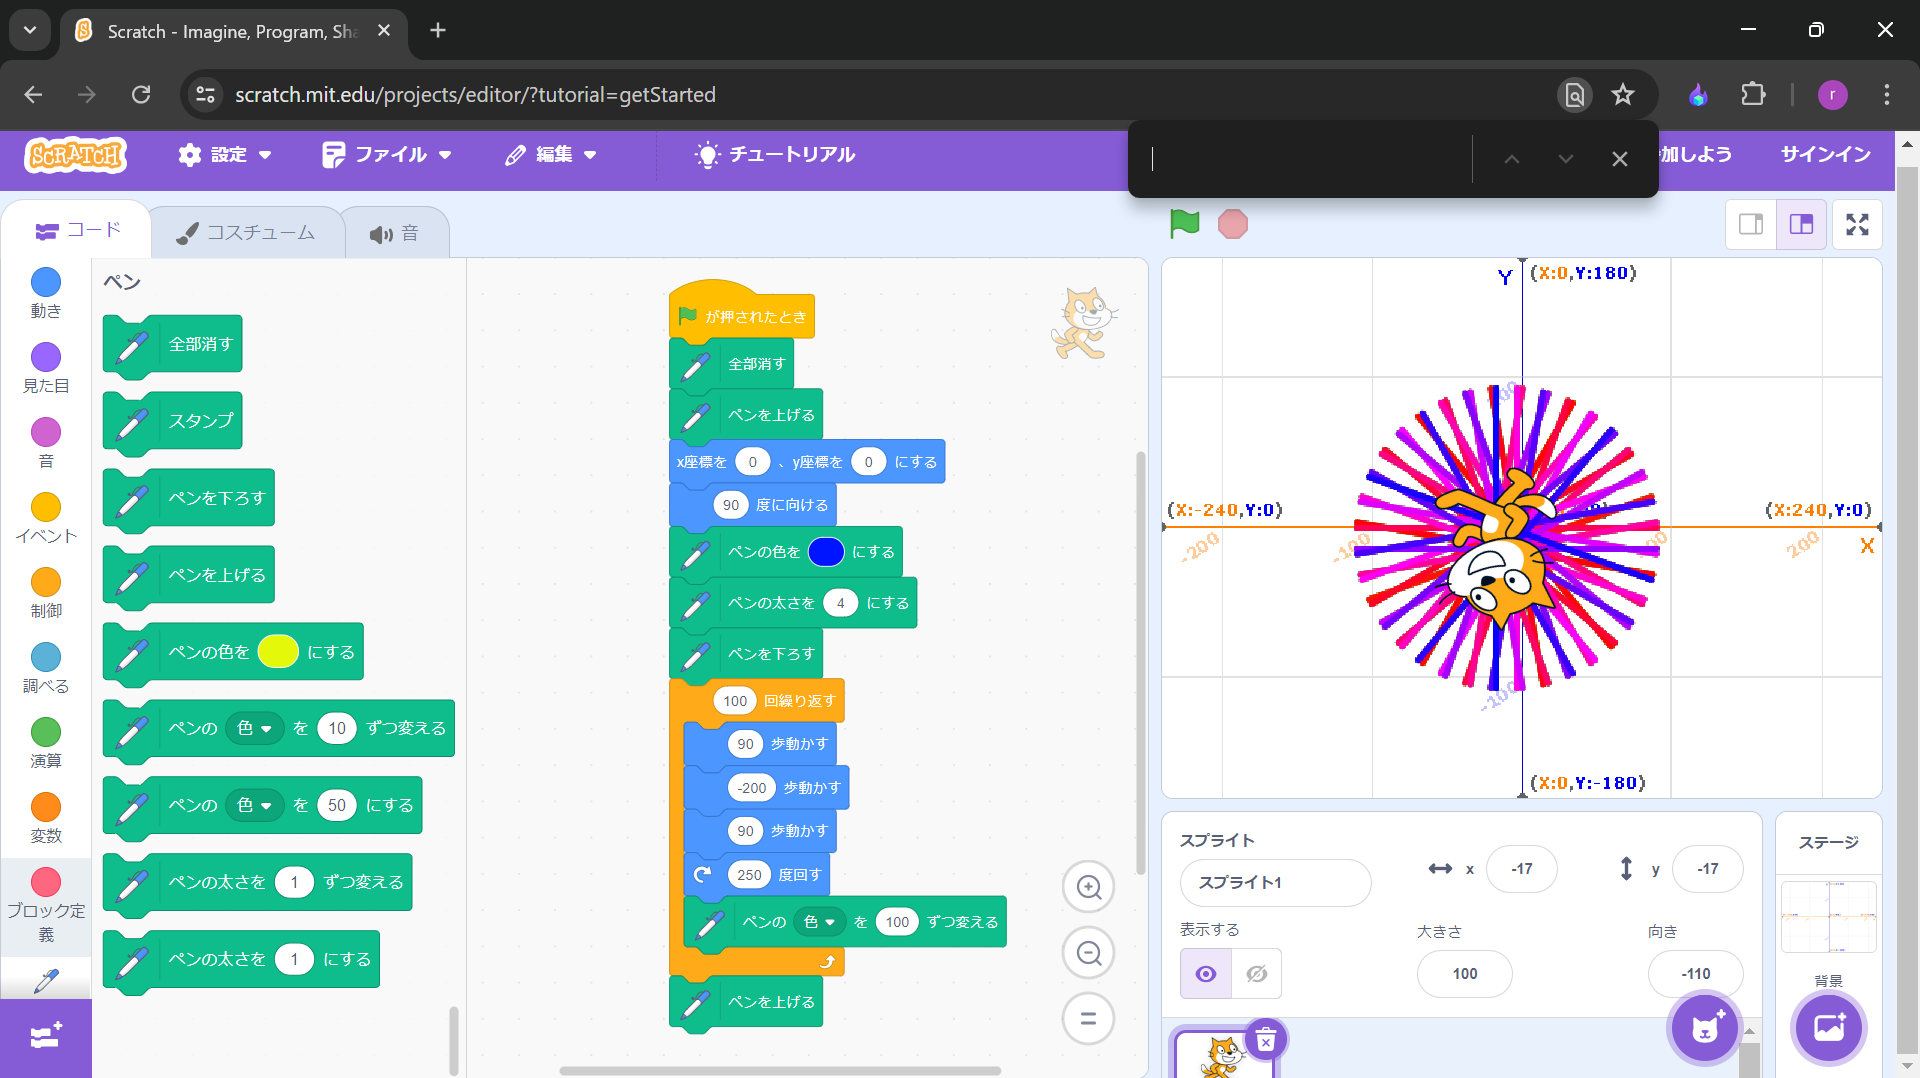 Scratch - Imagine, Program, Sha
scratch.mit.edu/projects/editor/?tutorial=getStarted
r
SCRATCH
設定
ファイル
編集
チュートリアル
加しよう
サインイン
コード
コスチューム
音
動き
見た目
音
イベント
制御
調べる
演算
変数
ブロック定
義
ペン
全部消す
スタンプ
ペンを下ろす
ペンを上げる
ペンの色を にする
ペンの 色 を 10 ずつ変える
ペンの 色 を 50 にする
ペンの太さを 1 ずつ変える
ペンの太さを 1 にする
が押されたとき
全部消す
ペンを上げる
x座標を 0 、y座標を 0 にする
90 度に向ける
ペンの色を にする
ペンの太さを 4 にする
ペンを下ろす
100 回繰り返す
90 歩動かす
-200 歩動かす
90 歩動かす
250 度回す
ペンの 色 を 100 ずつ変える
ペンを上げる
Y (X:0,Y:180)
(X:-240,Y:0)
(X:240,Y:0)
-200
-100
200
X
-100
(X:0,Y:-180)
スプライト
スプライト1
x -17
y -17
表示する
大きさ
向き
100
-110
ステージ
背景